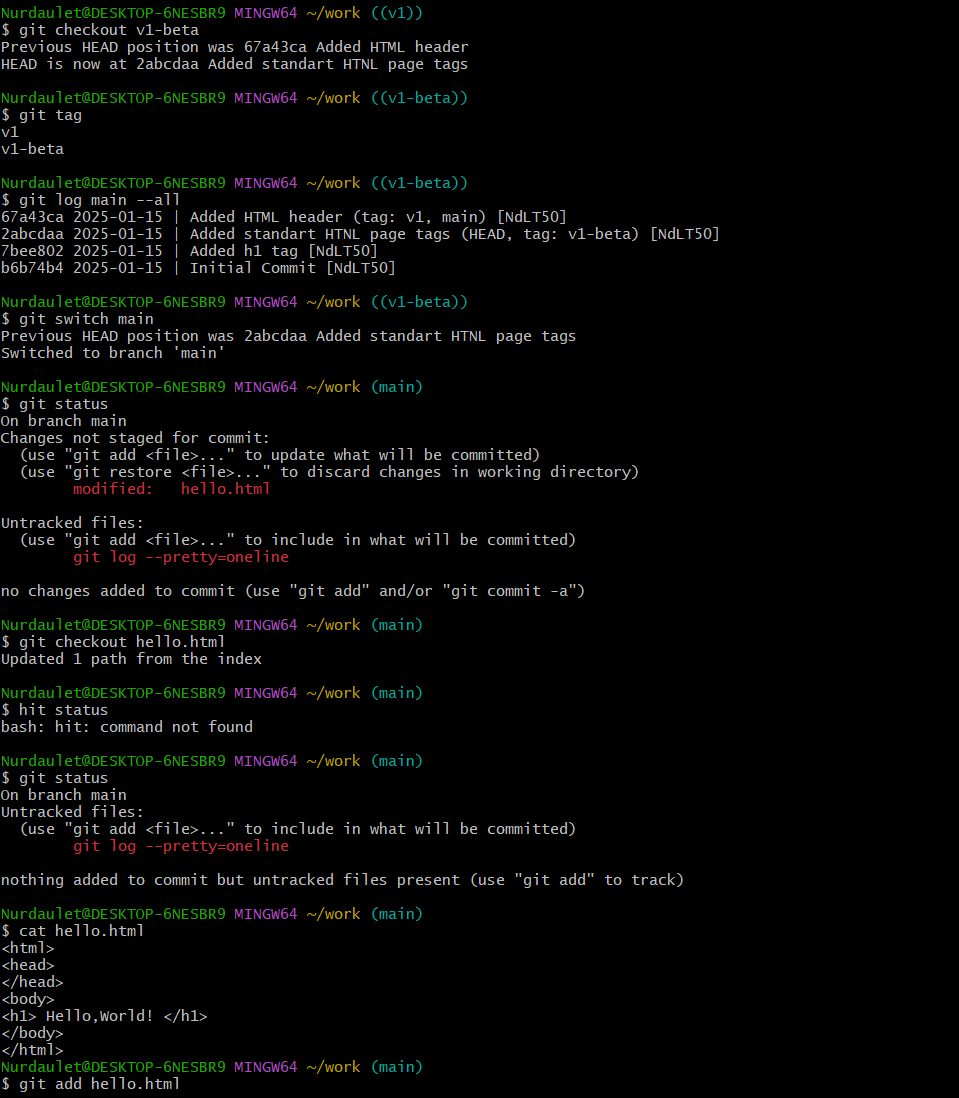 Nurdaulet@DESKTOP-6NESBR9 MINGW64 ~/work ((v1))
$ git checkout v1-beta
Previous HEAD position was 67a43ca Added HTML header
HEAD is now at 2abcdaa Added standart HTNL page tags

Nurdaulet@DESKTOP-6NESBR9 MINGW64 ~/work ((v1-beta))
$ git tag
v1
v1-beta

Nurdaulet@DESKTOP-6NESBR9 MINGW64 ~/work ((v1-beta))
$ git log main --all
67a43ca 2025-01-15 | Added HTML header (tag: v1, main) [NdLT50]
2abcdaa 2025-01-15 | Added standart HTNL page tags (HEAD, tag: v1-beta) [NdLT50]
7bee802 2025-01-15 | Added h1 tag [NdLT50]
b6b74b4 2025-01-15 | Initial Commit [NdLT50]

Nurdaulet@DESKTOP-6NESBR9 MINGW64 ~/work ((v1-beta))
$ git switch main
Previous HEAD position was 2abcdaa Added standart HTNL page tags
Switched to branch 'main'

Nurdaulet@DESKTOP-6NESBR9 MINGW64 ~/work (main)
$ git status
On branch main
Changes not staged for commit:
  (use "git add <file>..." to update what will be committed)
  (use "git restore <file>..." to discard changes in working directory)
        modified:   hello.html

Untracked files:
  (use "git add <file>..." to include in what will be committed)
        git log --pretty=oneline

no changes added to commit (use "git add" and/or "git commit -a")

Nurdaulet@DESKTOP-6NESBR9 MINGW64 ~/work (main)
$ git checkout hello.html
Updated 1 path from the index

Nurdaulet@DESKTOP-6NESBR9 MINGW64 ~/work (main)
$ hit status
bash: hit: command not found

Nurdaulet@DESKTOP-6NESBR9 MINGW64 ~/work (main)
$ git status
On branch main
Untracked files:
  (use "git add <file>..." to include in what will be committed)
        git log --pretty=oneline

nothing added to commit but untracked files present (use "git add" to track)

Nurdaulet@DESKTOP-6NESBR9 MINGW64 ~/work (main)
$ cat hello.html
<html>
<head>
</head>
<body>
<h1> Hello,World! </h1>
</body>
</html>
Nurdaulet@DESKTOP-6NESBR9 MINGW64 ~/work (main)
$ git add hello.html